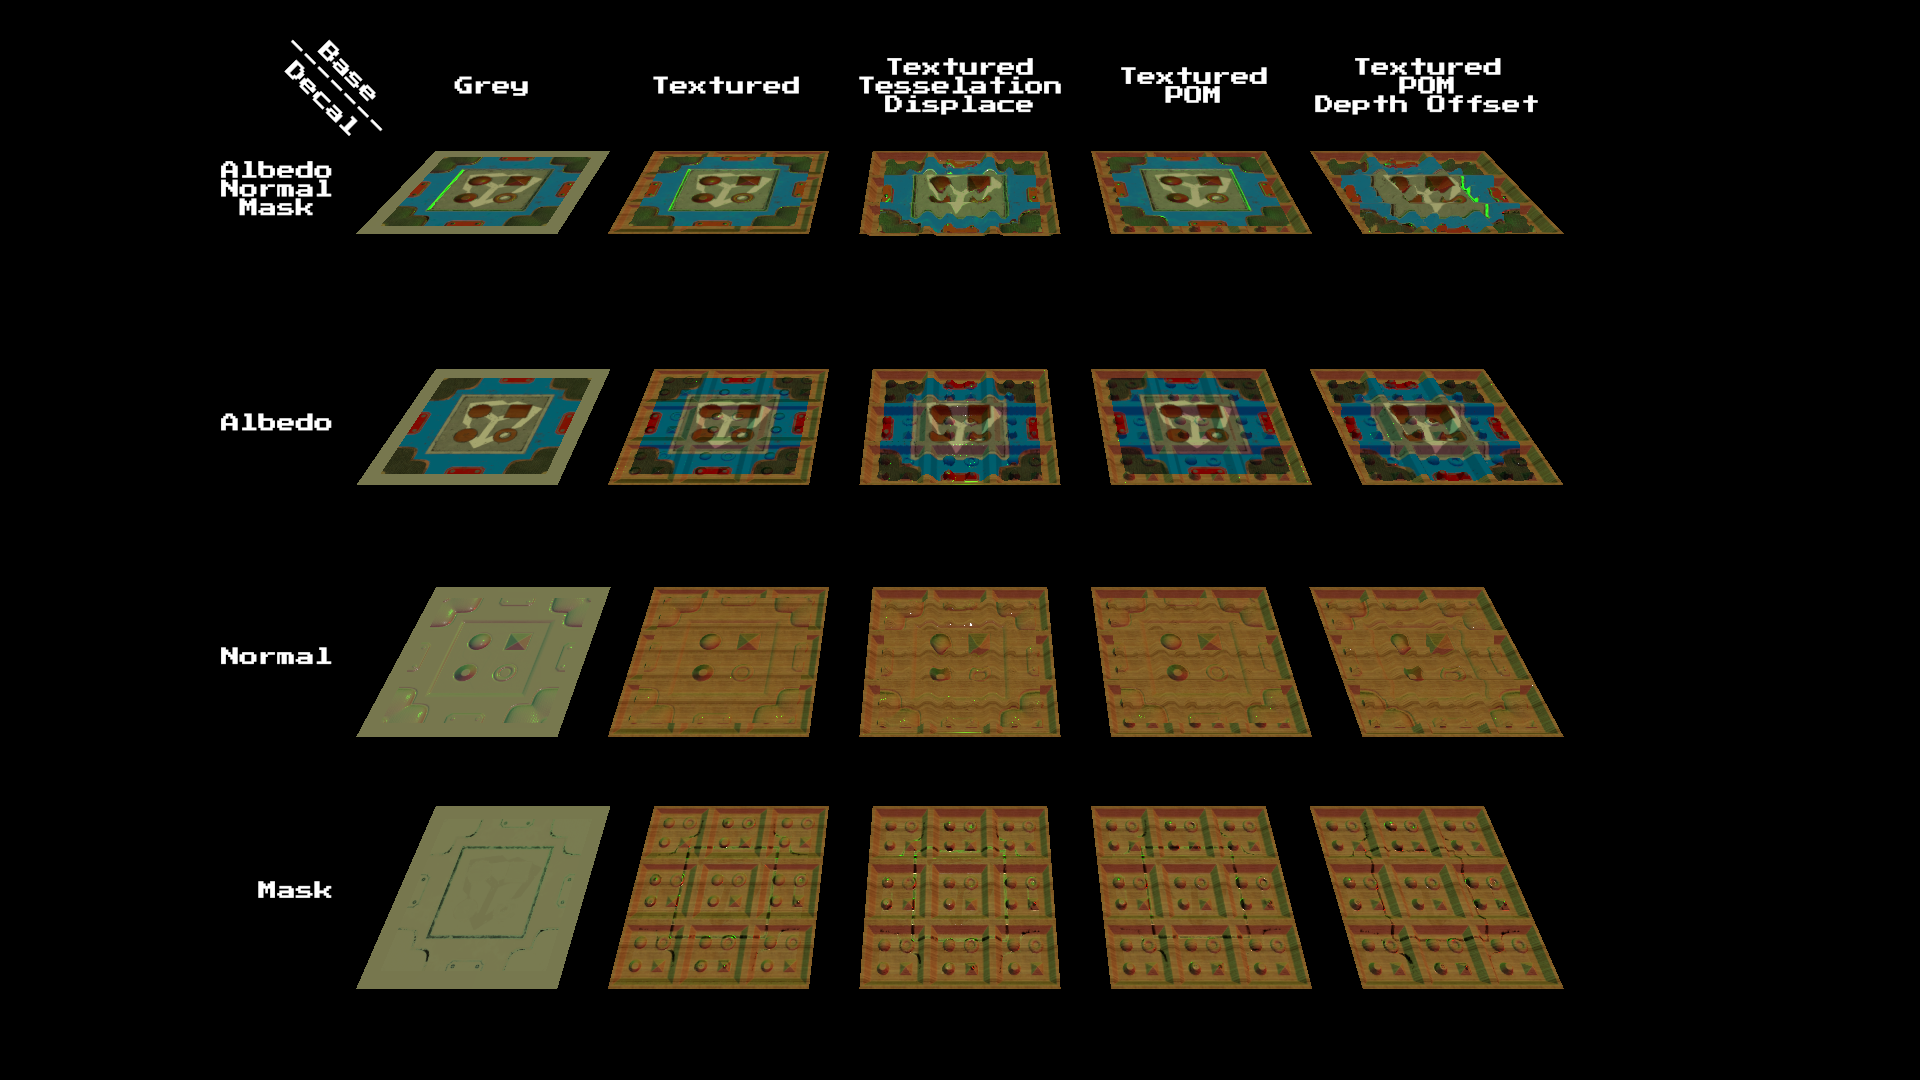 Base
-------
Decal
Grey
Textured
Textured
Tesselation
Displace
Textured
POM
Textured
POM
Depth Offset
Albedo
Normal
Mask
Albedo
Normal
Mask